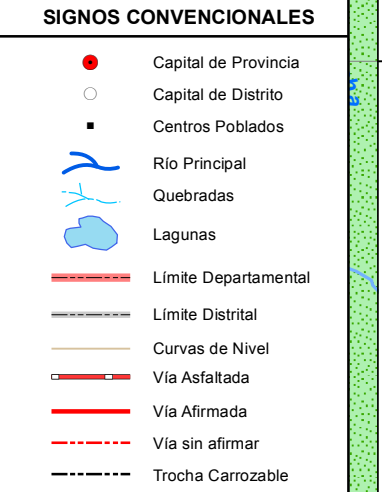 SIGNOS CONVENCIONALES
Capital de Provincia
Capital de Distrito
Centros Poblados
Río Principal
Quebradas
Lagunas
Límite Departamental
Límite Distrital
Curvas de Nivel
Vía Asfaltada
Vía Afirmada
Vía sin afirmar
Trocha Carrozable
na